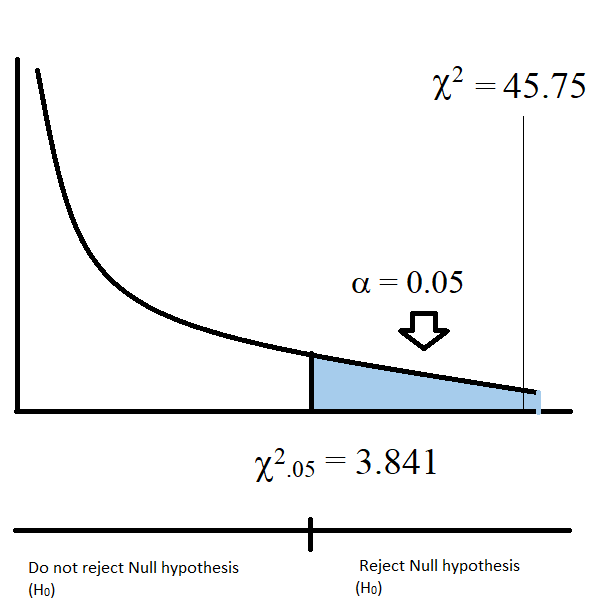 χ² = 45.75
α = 0.05
χ².₀₅ = 3.841
Do not reject Null hypothesis
(H₀)
Reject Null hypothesis
(H₀)